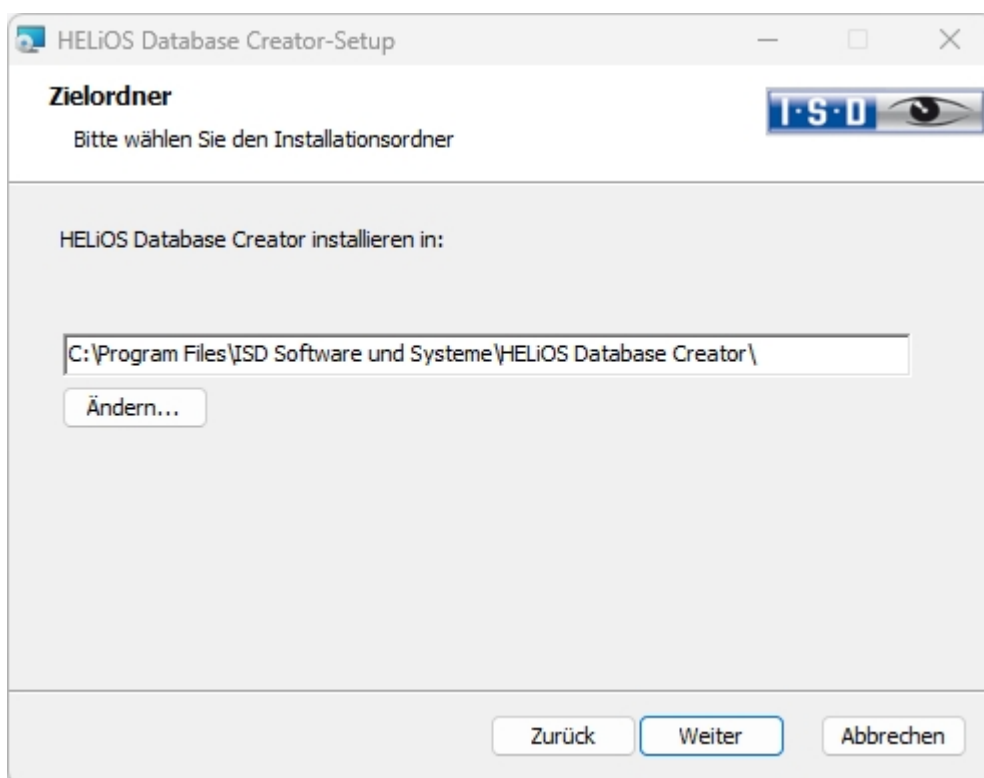 HELiOS Database Creator-Setup
Zielordner
Bitte wählen Sie den Installationsordner
I·S·D
HELiOS Database Creator installieren in:
C:\Program Files\ISD Software und Systeme\HELiOS Database Creator\
Ändern...
Zurück
Weiter
Abbrechen